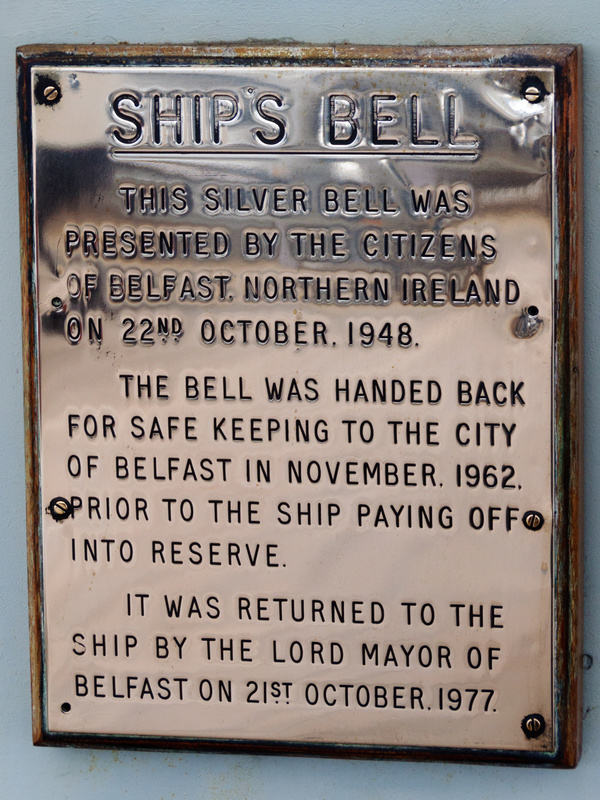 SHIP'S BELL
THIS SILVER BELL WAS
PRESENTED BY THE CITIZENS
OF BELFAST, NORTHERN IRELAND
ON 22ND OCTOBER, 1948.
THE BELL WAS HANDED BACK
FOR SAFE KEEPING TO THE CITY
OF BELFAST IN NOVEMBER, 1962,
PRIOR TO THE SHIP PAYING OFF
INTO RESERVE.
IT WAS RETURNED TO THE
SHIP BY THE LORD MAYOR OF
BELFAST ON 21ST OCTOBER, 1977.